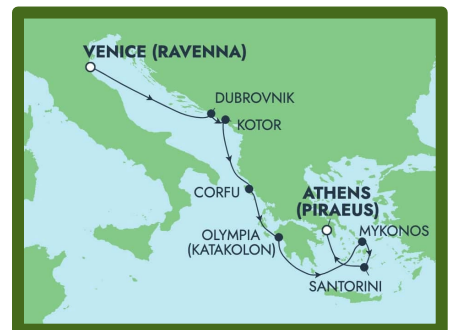 VENICE (RAVENNA)
DUBROVNIK
KOTOR
CORFU
ATHENS
(PIRAEUS)
OLYMPIA
(KATAKOLON)
MYKONOS
SANTORINI